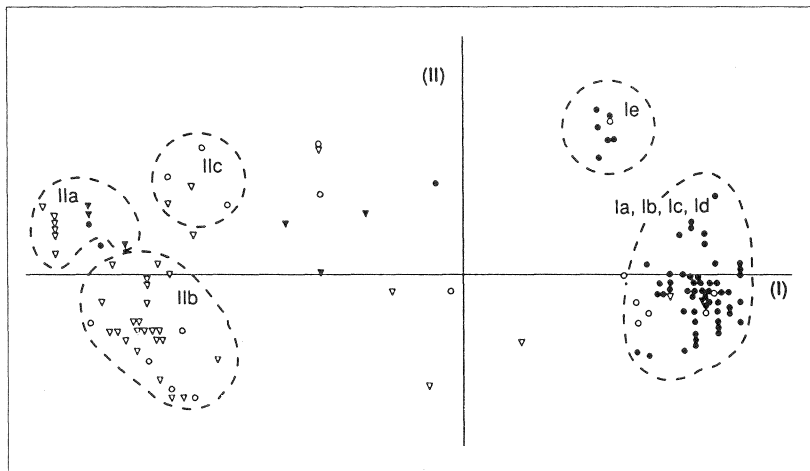 (II)
Ie
IIc
IIa
Ia, Ib, Ic, Id
IIb
(I)